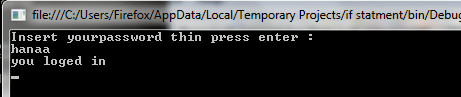 file:///C:/Users/Firefox/AppData/Local/Temporary Projects/if statment/bin/Debug
Insert yourpassword thin press enter :
hanaa
you loged in